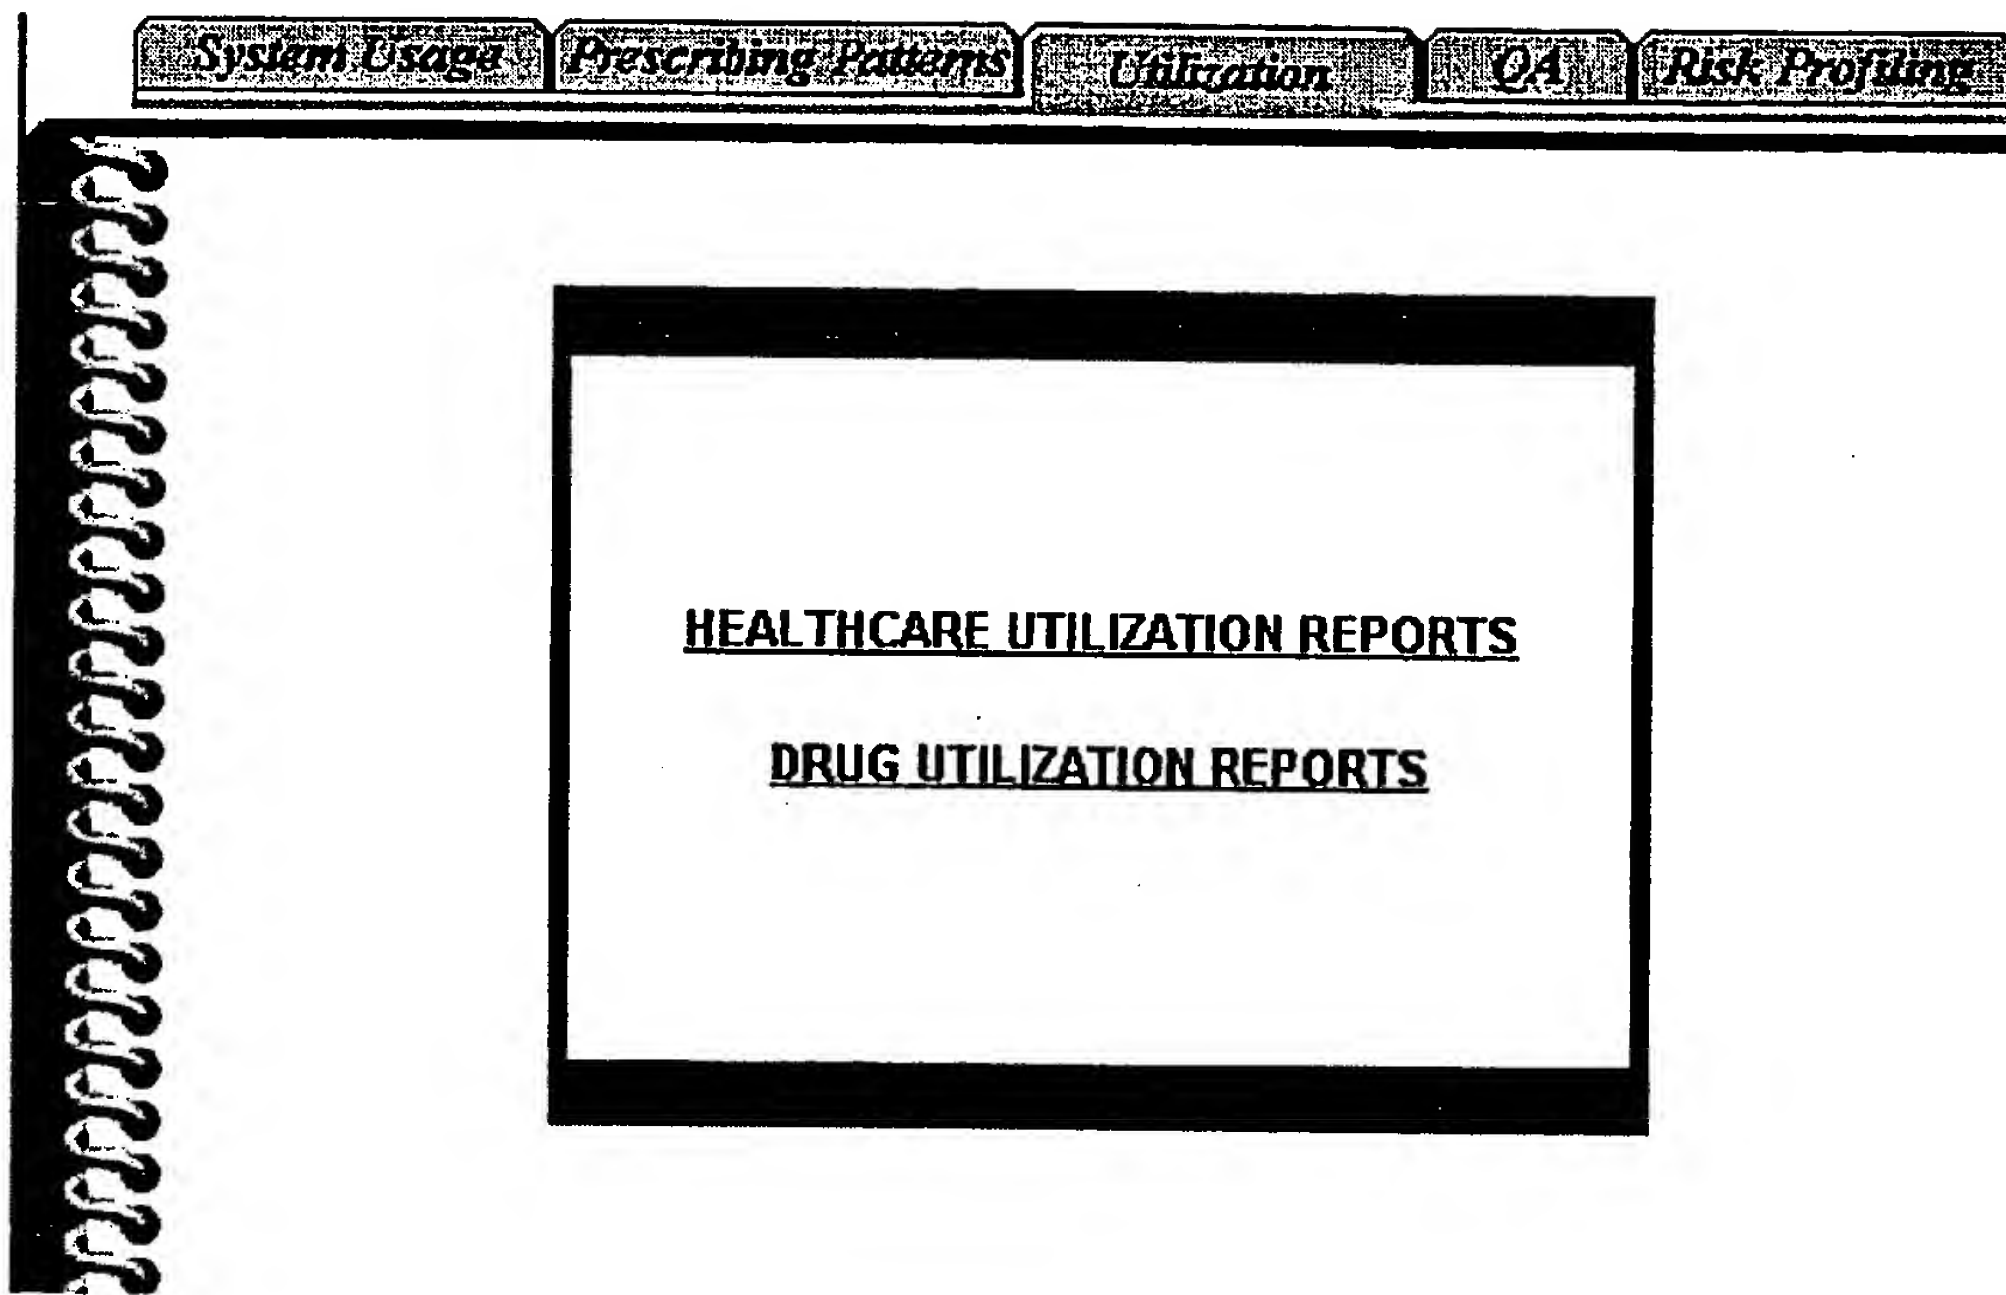 System Usage Prescribing Patterns Utilization QA Risk Profiling
HEALTHCARE UTILIZATION REPORTS
DRUG UTILIZATION REPORTS